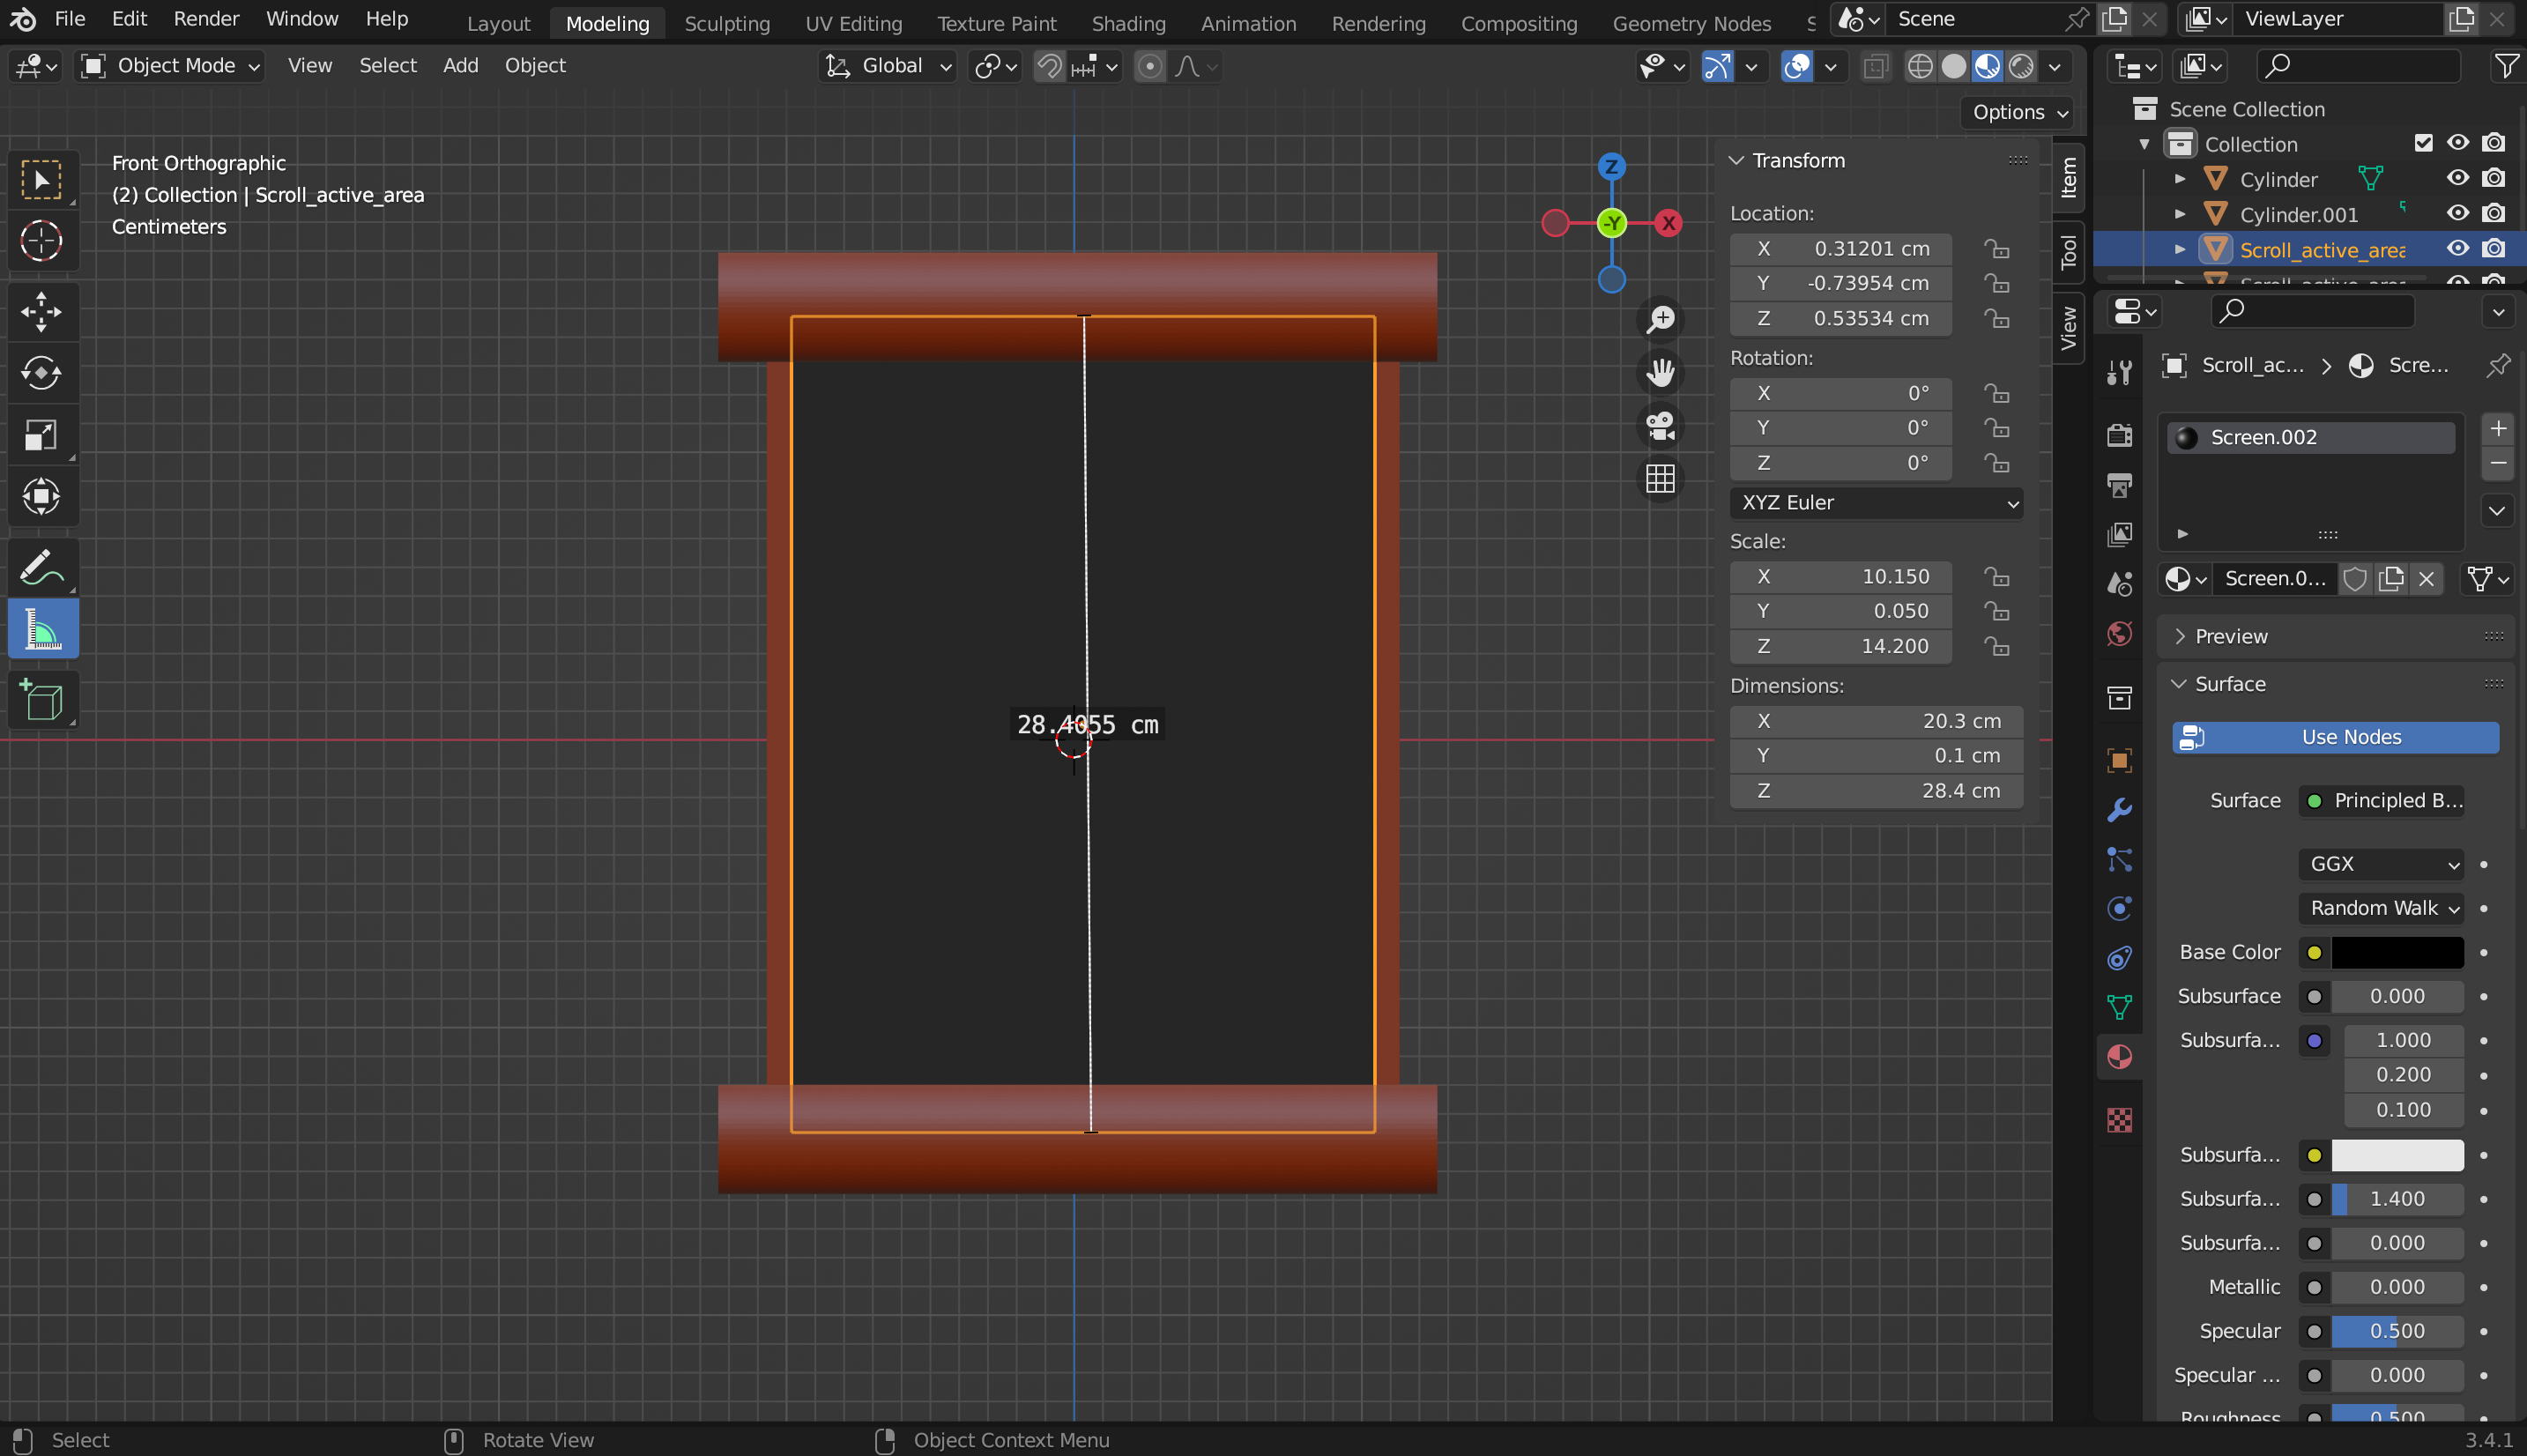 File Edit Render Window Help Layout Modeling Sculpting UV Editing Texture Paint Shading Animation Rendering Compositing Geometry Nodes Scene ViewLayer
Object Mode View Select Add Object Global
Options
Front Orthographic
(2) Collection | Scroll_active_area
Centimeters
Z
-Y
X
28.4055 cm
Transform
Location:
X 0.31201 cm
Y -0.73954 cm
Z 0.53534 cm
Rotation:
X 0°
Y 0°
Z 0°
XYZ Euler
Scale:
X 10.150
Y 0.050
Z 14.200
Dimensions:
X 20.3 cm
Y 0.1 cm
Z 28.4 cm
Item
Tool
View
Scene Collection
Collection
Cylinder
Cylinder.001
Scroll_active_area
Scroll_ac... Scre...
Screen.002
Screen.0...
Preview
Surface
Use Nodes
Surface Principled B...
GGX
Random Walk
Base Color
Subsurface 0.000
Subsurfa... 1.000
0.200
0.100
Subsurfa...
Subsurfa... 1.400
Subsurfa... 0.000
Metallic 0.000
Specular 0.500
Specular ... 0.000
Roughness 0.500
Select Rotate View Object Context Menu 3.4.1